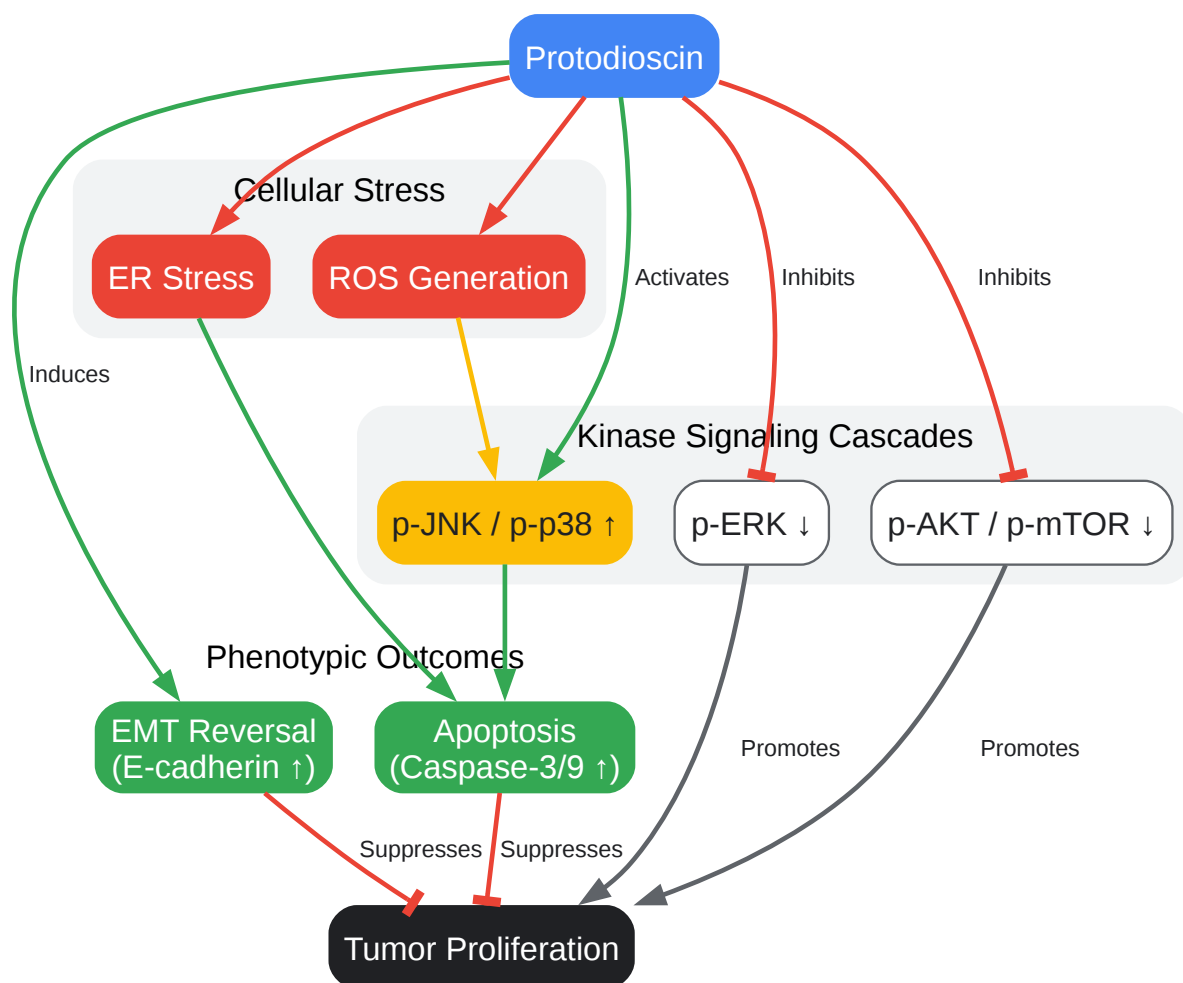 Protodioscin
Cellular Stress
ER Stress
ROS Generation
Activates
Inhibits
Inhibits
Induces
Kinase Signaling Cascades
p-JNK / p-p38 ↑
p-ERK ↓
p-AKT / p-mTOR ↓
Phenotypic Outcomes
EMT Reversal
(E-cadherin ↑)
Apoptosis
(Caspase-3/9 ↑)
Promotes
Promotes
Suppresses
Suppresses
Tumor Proliferation